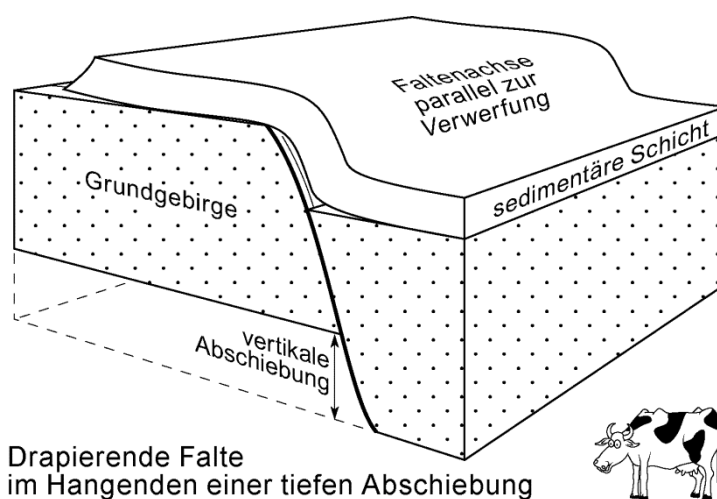 Faltenachse
parallel zur
Verwerfung
sedimentäre Schicht
Grundgebirge
vertikale
Abschiebung
Drapierende Falte
im Hangenden einer tiefen Abschiebung